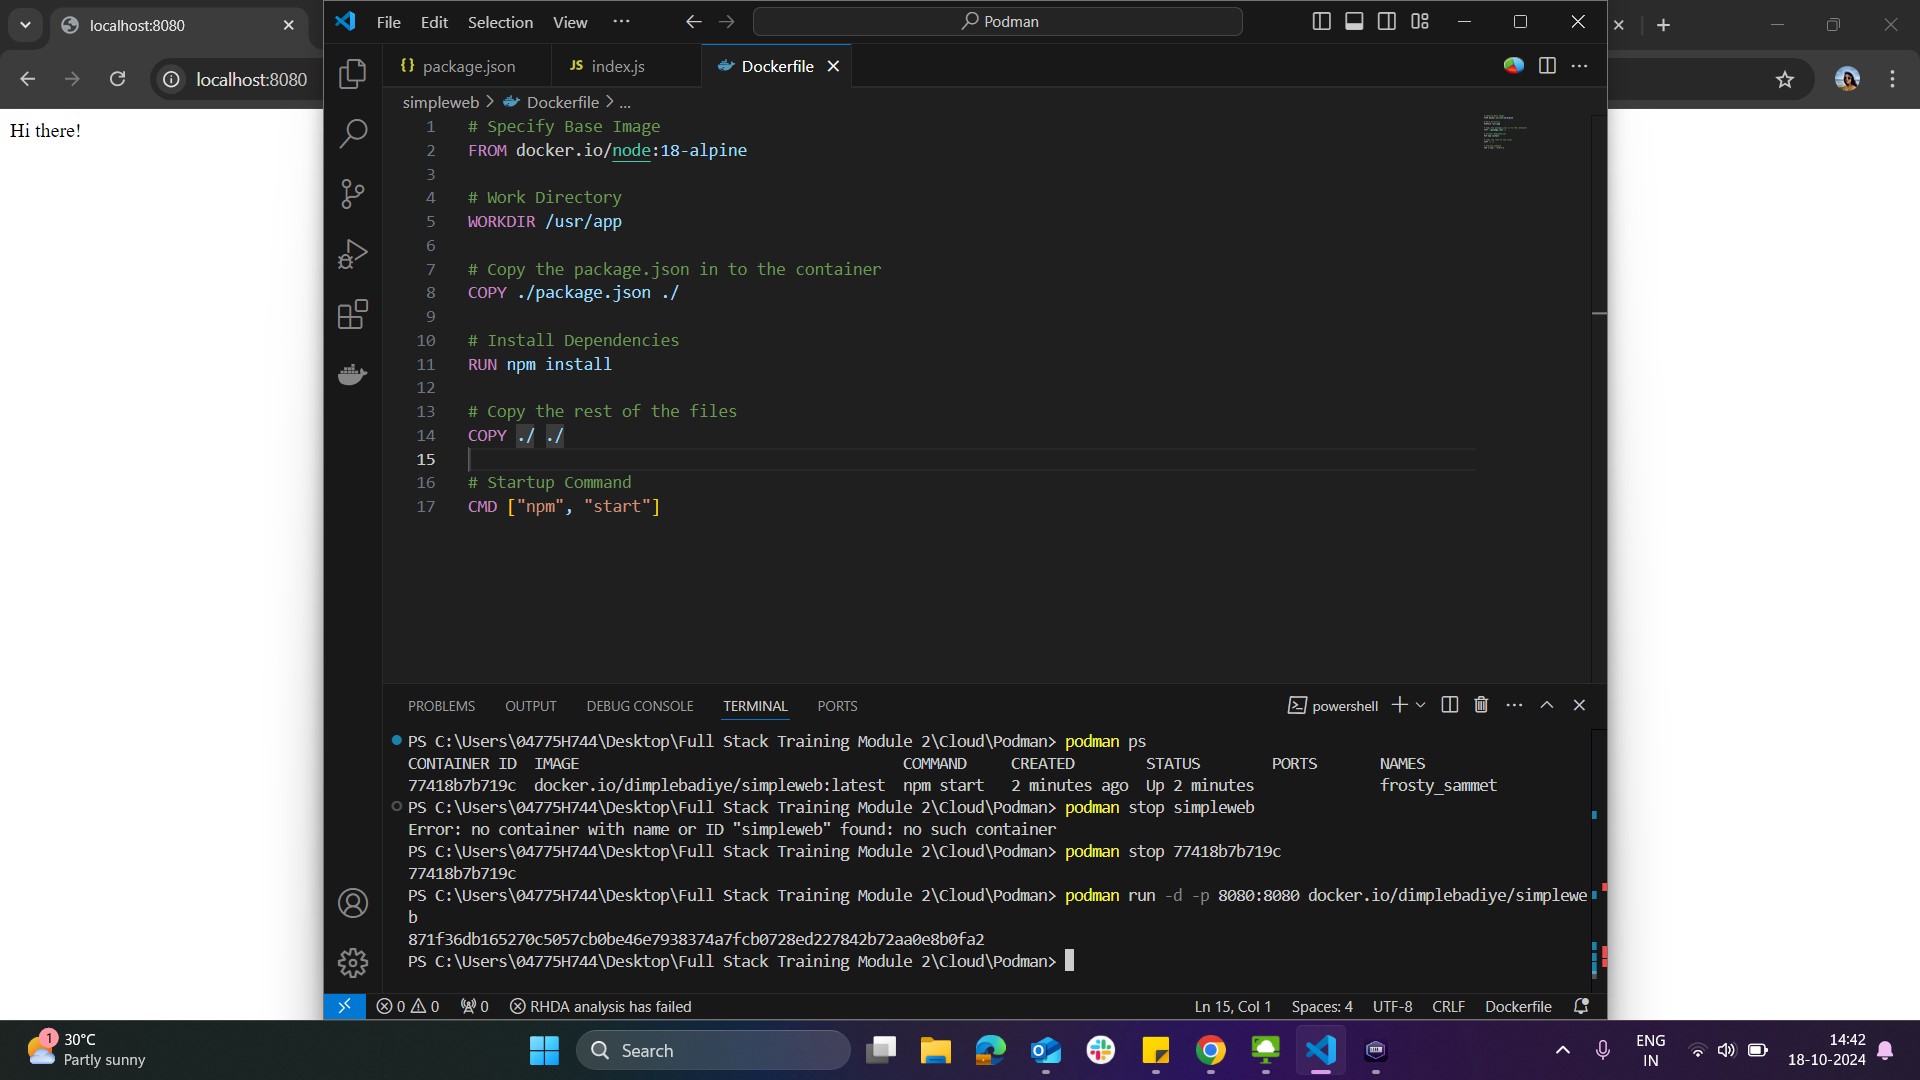 localhost:8080
localhost:8080
Hi there!
File Edit Selection View ···
Podman
package.json
JS index.js
Dockerfile
simpleweb > Dockerfile > ...
1 # Specify Base Image
2 FROM docker.io/node:18-alpine
3
4 # Work Directory
5 WORKDIR /usr/app
6
7 # Copy the package.json in to the container
8 COPY ./package.json ./
9
10 # Install Dependencies
11 RUN npm install
12
13 # Copy the rest of the files
14 COPY ./ ./
15
16 # Startup Command
17 CMD ["npm", "start"]
PROBLEMS OUTPUT DEBUG CONSOLE TERMINAL PORTS
powershell
PS C:\Users\04775H744\Desktop\Full Stack Training Module 2\Cloud\Podman> podman ps
CONTAINER ID IMAGE COMMAND CREATED STATUS PORTS NAMES
77418b7b719c docker.io/dimplebadiye/simpleweb:latest npm start 2 minutes ago Up 2 minutes frosty_sammet
PS C:\Users\04775H744\Desktop\Full Stack Training Module 2\Cloud\Podman> podman stop simpleweb
Error: no container with name or ID "simpleweb" found: no such container
PS C:\Users\04775H744\Desktop\Full Stack Training Module 2\Cloud\Podman> podman stop 77418b7b719c
77418b7b719c
PS C:\Users\04775H744\Desktop\Full Stack Training Module 2\Cloud\Podman> podman run -d -p 8080:8080 docker.io/dimplebadiye/simplewe
b
871f36db165270c5057cb0be46e7938374a7fcb0728ed227842b72aa0e8b0fa2
PS C:\Users\04775H744\Desktop\Full Stack Training Module 2\Cloud\Podman>
0 0 0 RHDA analysis has failed
Ln 15, Col 1 Spaces: 4 UTF-8 CRLF Dockerfile
1
30°C
Partly sunny
Search
ENG
IN
14:42
18-10-2024